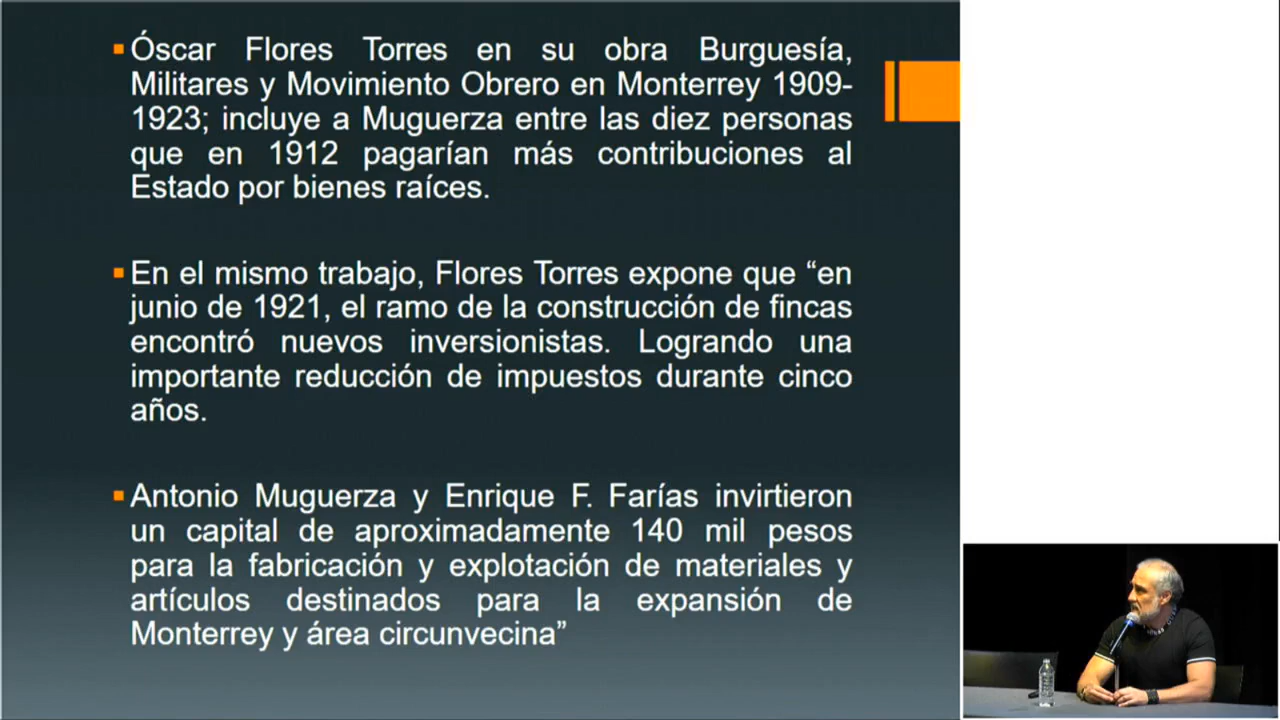 Óscar Flores Torres en su obra Burguesía,
Militares y Movimiento Obrero en Monterrey 1909-
1923; incluye a Muguerza entre las diez personas
que en 1912 pagarían más contribuciones al
Estado por bienes raíces.
En el mismo trabajo, Flores Torres expone que “en
junio de 1921, el ramo de la construcción de fincas
encontró nuevos inversionistas. Logrando una
importante reducción de impuestos durante cinco
años.
Antonio Muguerza y Enrique F. Farías invirtieron
un capital de aproximadamente 140 mil pesos
para la fabricación y explotación de materiales y
artículos destinados para la expansión de
Monterrey y área circunvecina”